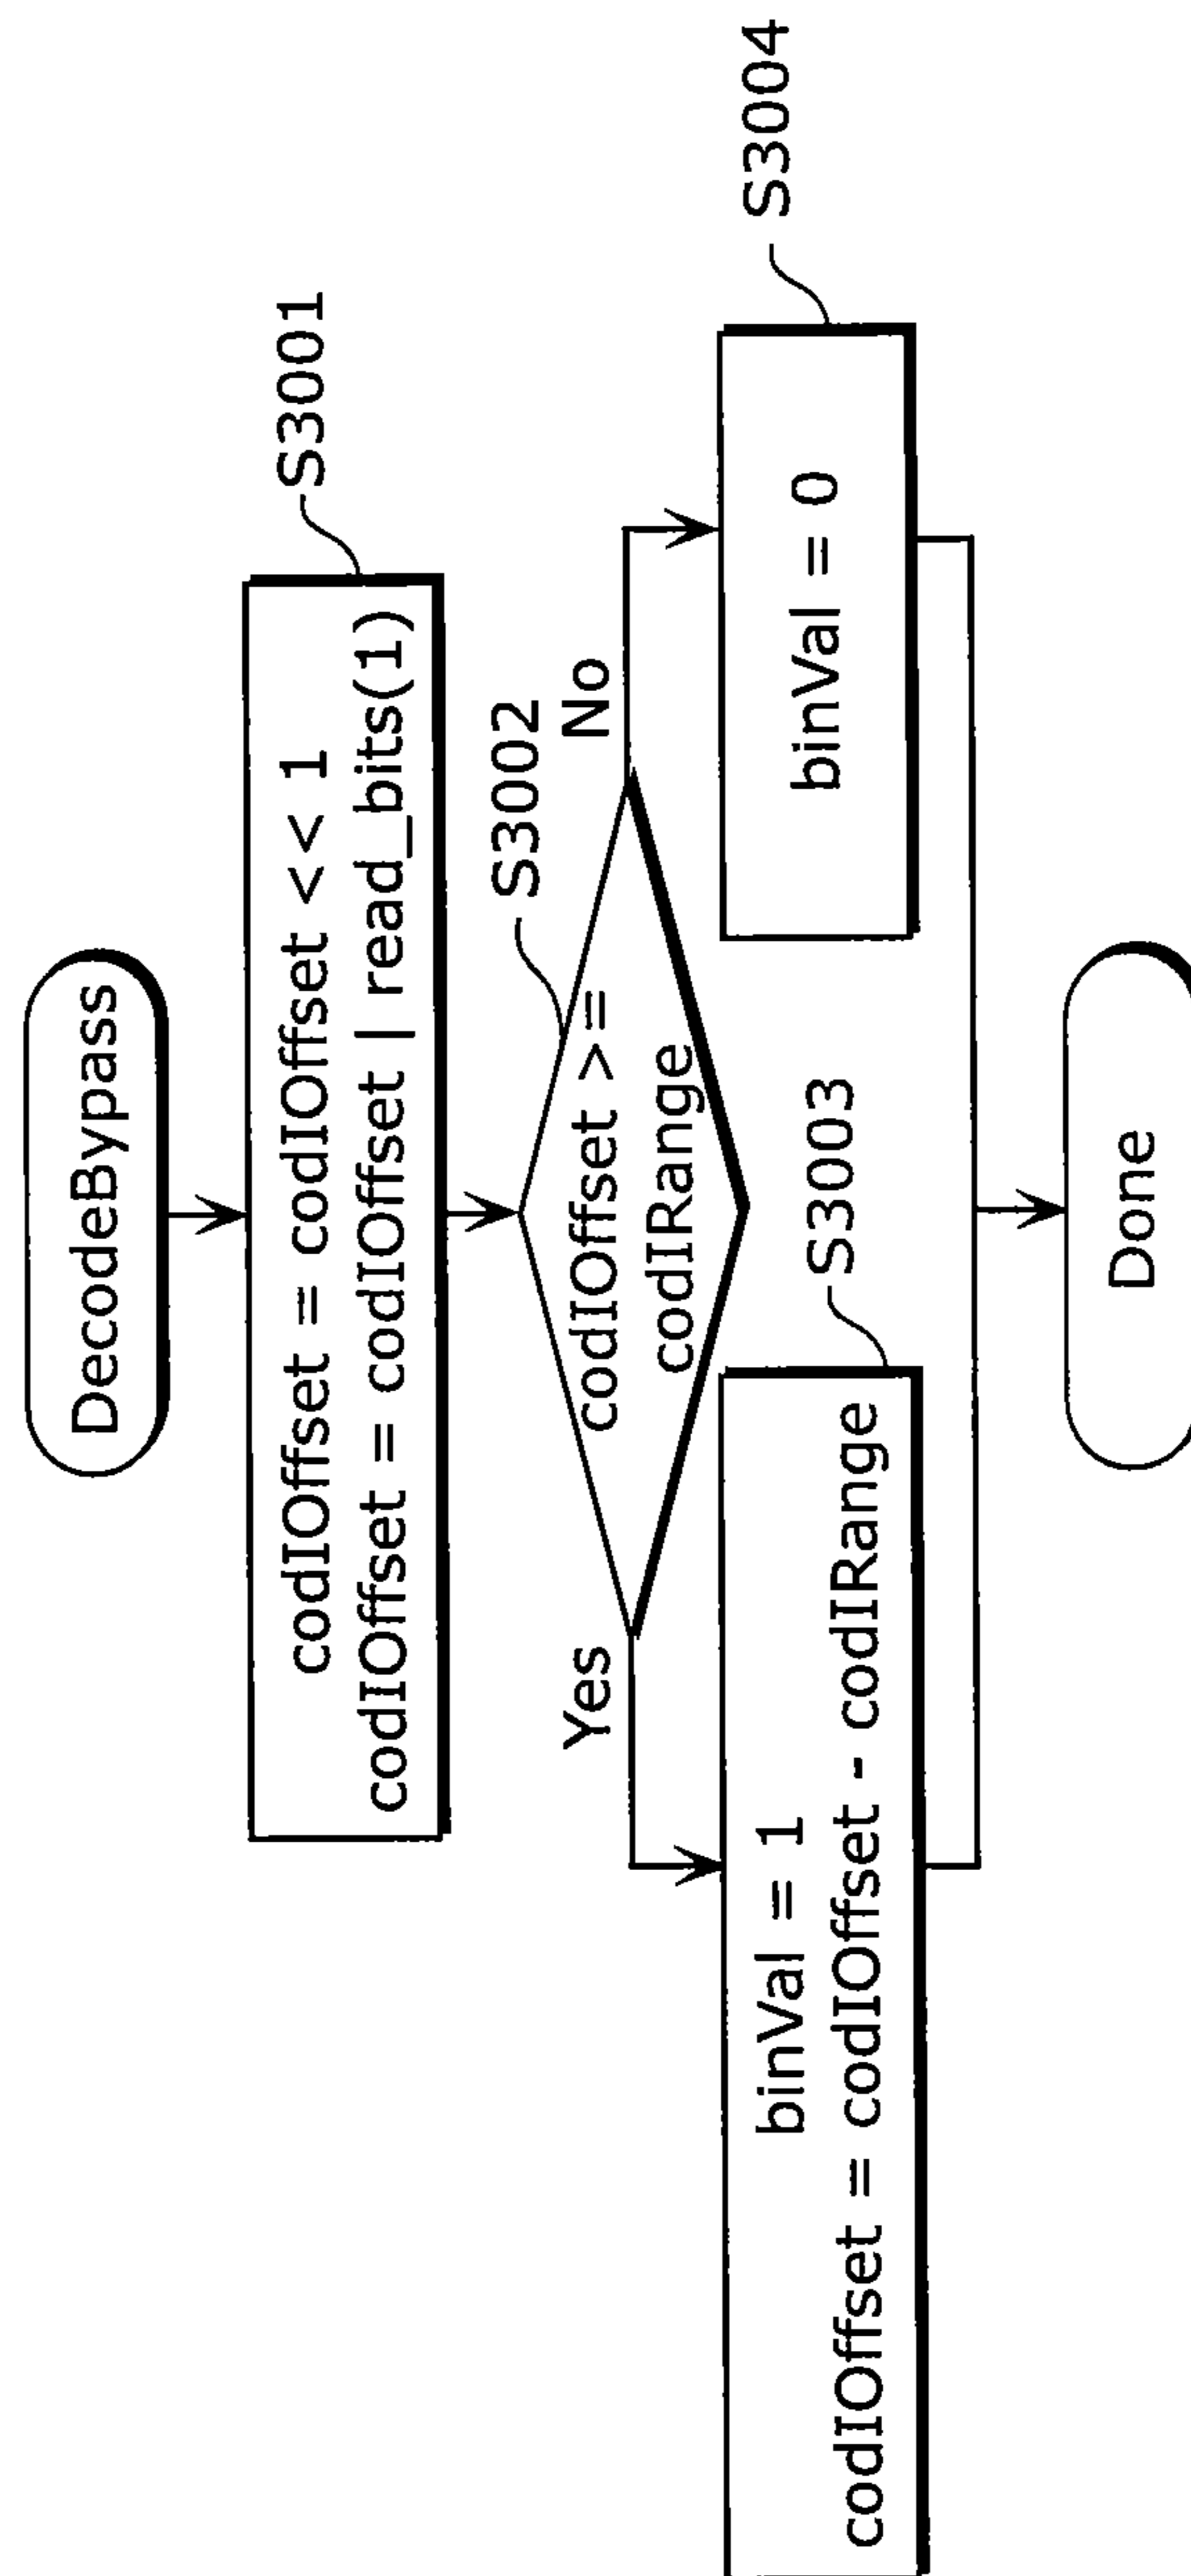 DecodeBypass
codIOffset = codIOffset << 1
codIOffset = codIOffset | read_bits(1)
S3001
codIOffset >=
codIRange
S3002
Yes
No
binVal = 1
codIOffset = codIOffset - codIRange
S3003
binVal = 0
S3004
Done